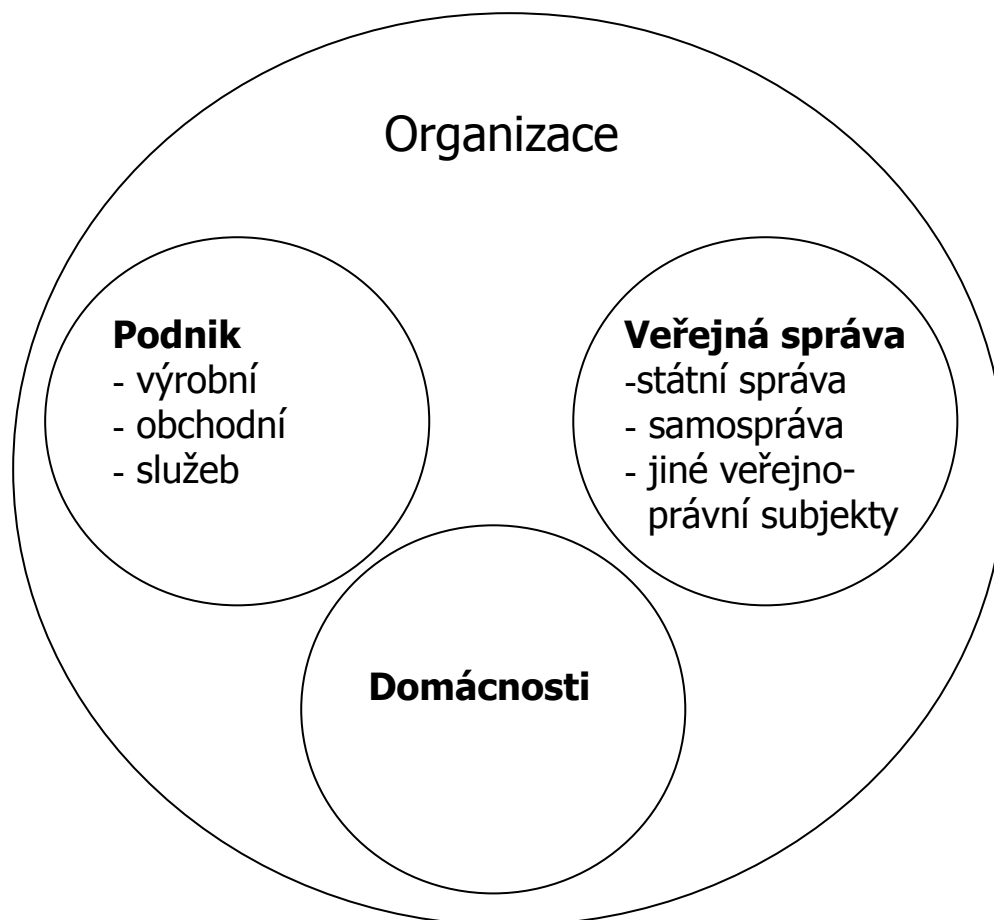 Organizace
Podnik
- výrobní
- obchodní
- služeb
Veřejná správa
-státní správa
- samospráva
- jiné veřejno-
právní subjekty
Domácnosti